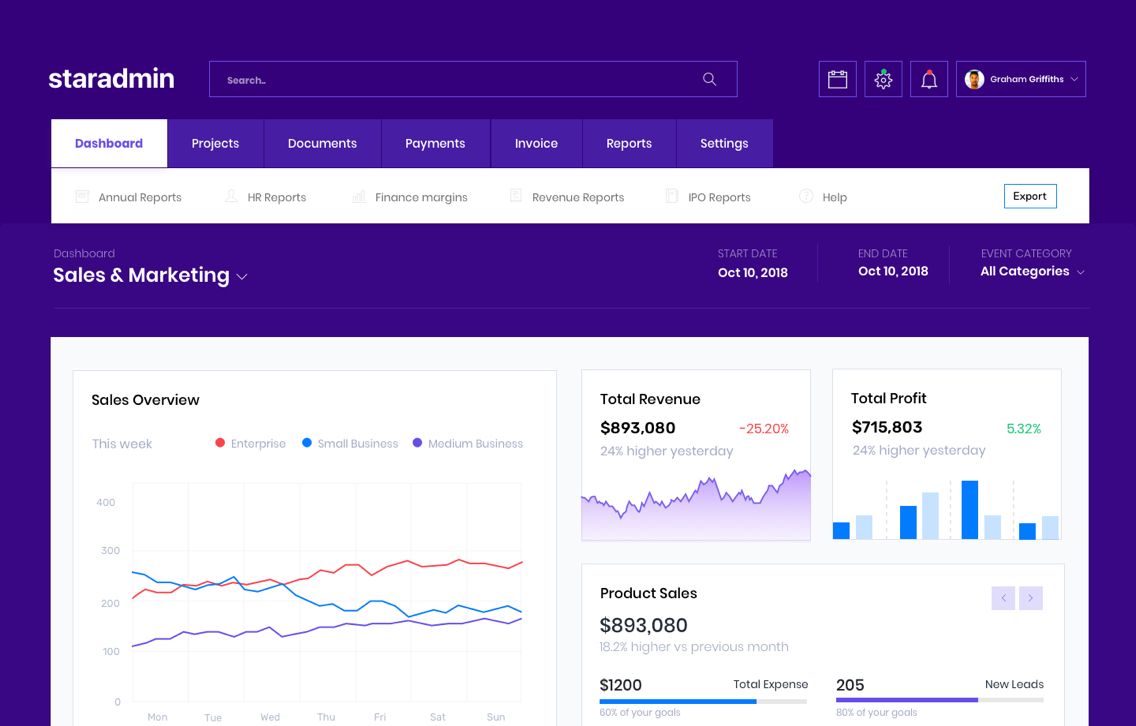 staradmin
Search..
Graham Griffiths
Dashboard Projects Documents Payments Invoice Reports Settings
Annual Reports HR Reports Finance margins Revenue Reports IPO Reports Help Export
Dashboard
Sales & Marketing
START DATE
Oct 10, 2018
END DATE
Oct 10, 2018
EVENT CATEGORY
All Categories
Sales Overview
This week Enterprise Small Business Medium Business
400
300
200
100
0
Mon Tue Wed Thu Fri Sat Sun
Total Revenue
$893,080 -25.20%
24% higher yesterday
Total Profit
$715,803 5.32%
24% higher yesterday
Product Sales
$893,080
18.2% higher vs previous month
$1200 Total Expense
60% of your goals
205 New Leads
80% of your goals